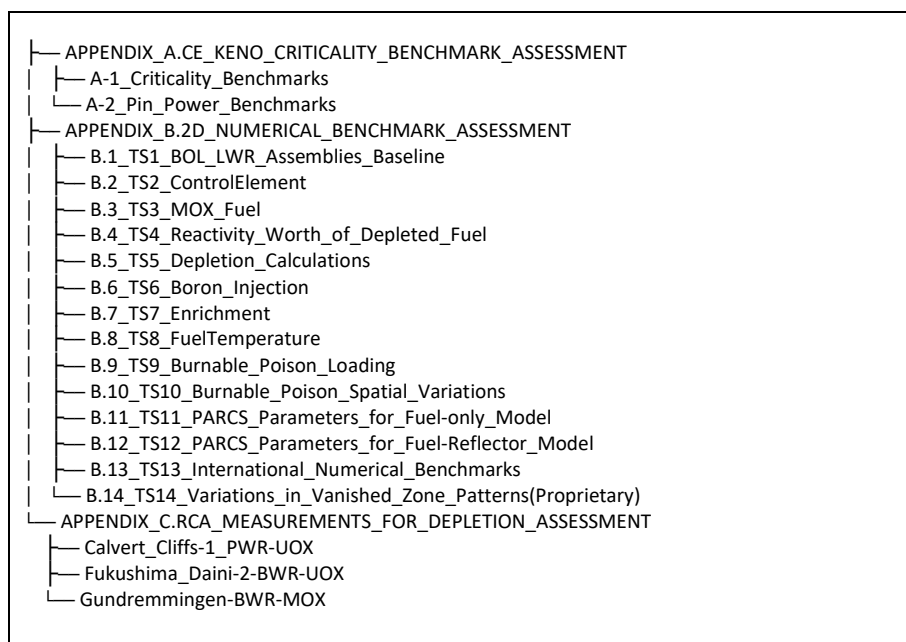 ├── APPENDIX_A.CE_KENO_CRITICALITY_BENCHMARK_ASSESSMENT
│ ├── A-1_Criticality_Benchmarks
│ └── A-2_Pin_Power_Benchmarks
├── APPENDIX_B.2D_NUMERICAL_BENCHMARK_ASSESSMENT
│ ├── B.1_TS1_BOL_LWR_Assemblies_Baseline
│ ├── B.2_TS2_ControlElement
│ ├── B.3_TS3_MOX_Fuel
│ ├── B.4_TS4_Reactivity_Worth_of_Depleted_Fuel
│ ├── B.5_TS5_Depletion_Calculations
│ ├── B.6_TS6_Boron_Injection
│ ├── B.7_TS7_Enrichment
│ ├── B.8_TS8_FuelTemperature
│ ├── B.9_TS9_Burnable_Poison_Loading
│ ├── B.10_TS10_Burnable_Poison_Spatial_Variations
│ ├── B.11_TS11_PARCS_Parameters_for_Fuel-only_Model
│ ├── B.12_TS12_PARCS_Parameters_for_Fuel-Reflector_Model
│ ├── B.13_TS13_International_Numerical_Benchmarks
│ └── B.14_TS14_Variations_in_Vanished_Zone_Patterns(Proprietary)
└── APPENDIX_C.RCA_MEASUREMENTS_FOR_DEPLETION_ASSESSMENT
├── Calvert_Cliffs-1_PWR-UOX
├── Fukushima_Daini-2-BWR-UOX
└── Gundremmingen-BWR-MOX